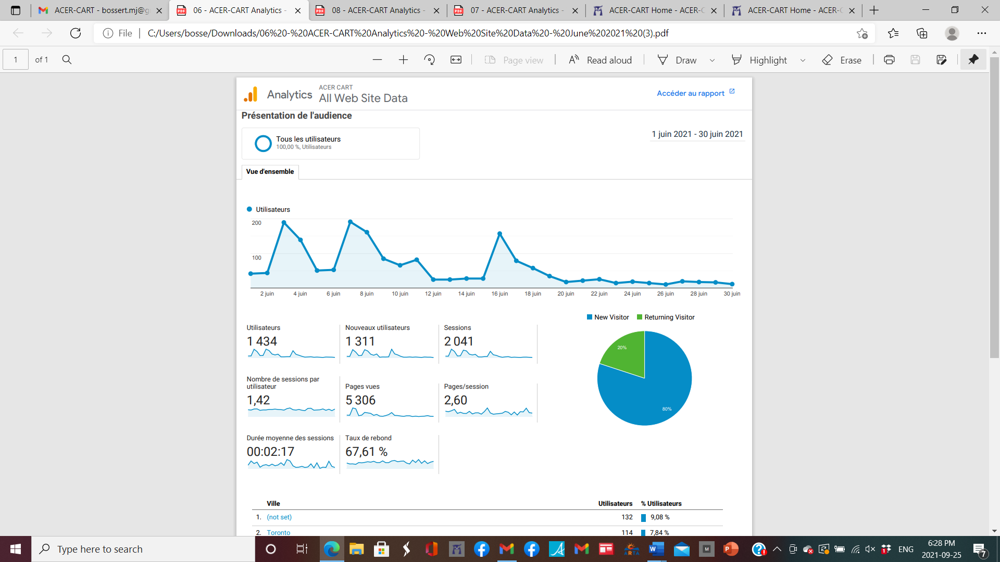 ACER-CART - bossert.mj@g
06 - ACER-CART Analytics -
08 - ACER-CART Analytics -
07 - ACER-CART Analytics -
ACER-CART Home - ACER-C
ACER-CART Home - ACER-C
File
C:/Users/bosse/Downloads/06%20-%20ACER-CART%20Analytics%20-%20Web%20Site%20Data%20-%20June%202021%20(3).pdf
1 of 1
Page view
Read aloud
Draw
Highlight
Erase
Analytics
ACER CART
All Web Site Data
Accéder au rapport
Présentation de l'audience
Tous les utilisateurs
100,00 %, Utilisateurs
1 juin 2021 - 30 juin 2021
Vue d'ensemble
Utilisateurs
200
100
2 juin 4 juin 6 juin 8 juin 10 juin 12 juin 14 juin 16 juin 18 juin 20 juin 22 juin 24 juin 26 juin 28 juin 30 juin
New Visitor Returning Visitor
20%
80%
Utilisateurs
1 434
Nouveaux utilisateurs
1 311
Sessions
2 041
Nombre de sessions par
utilisateur
1,42
Pages vues
5 306
Pages/session
2,60
Durée moyenne des sessions
00:02:17
Taux de rebond
67,61 %
Ville Utilisateurs % Utilisateurs
1. (not set) 132 9,08 %
2. Toronto 114 7,84 %
Type here to search
ENG
6:28 PM
2021-09-25
7